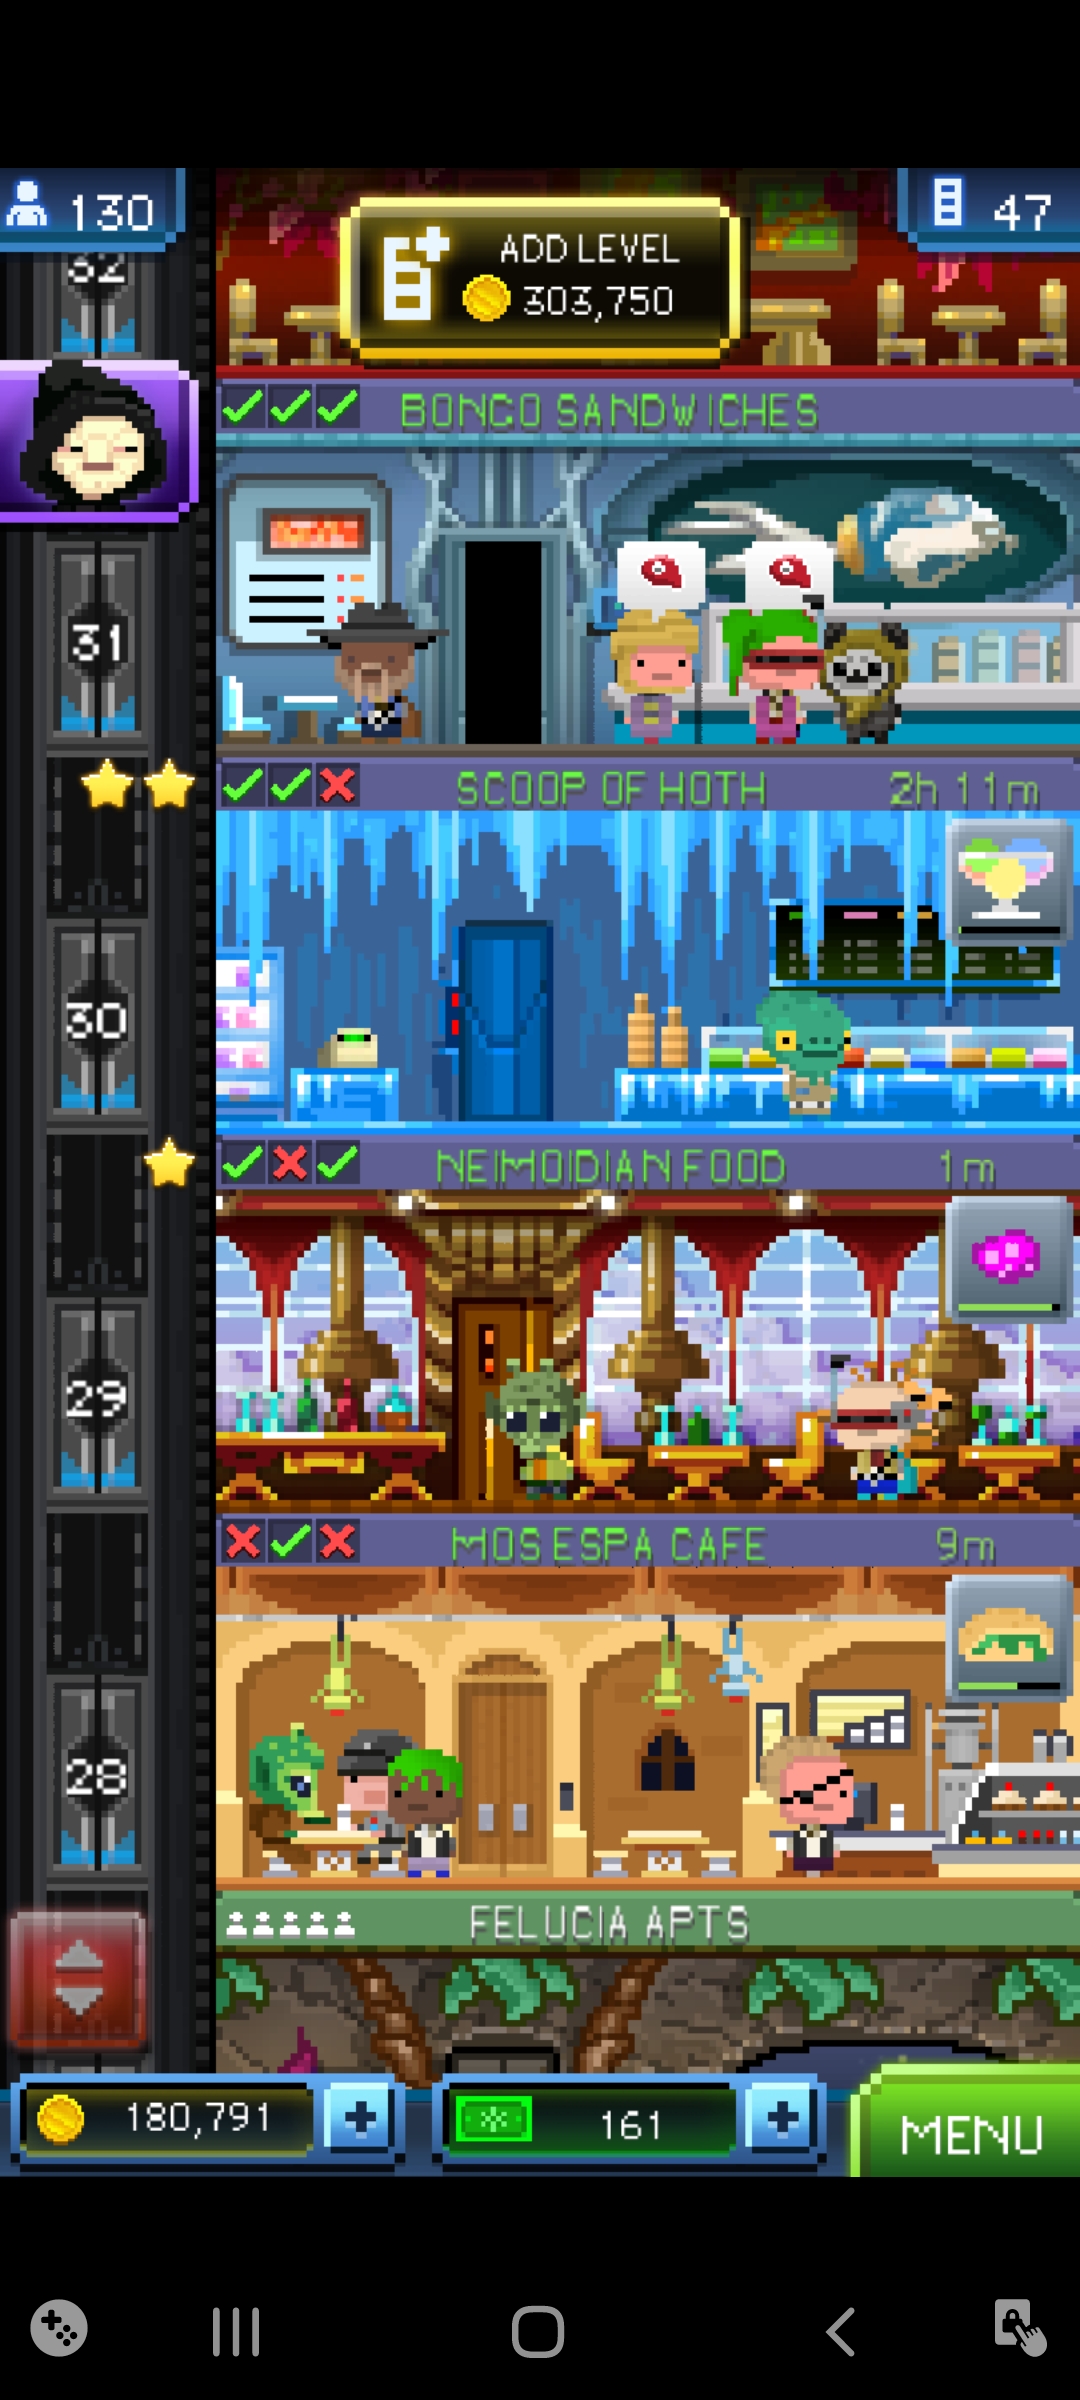 130
47
ADD LEVEL
303,750
32
BONGO SANDWICHES
31
SCOOP OF HOTH
2h 11m
30
NEIMOIDIAN FOOD
1m
29
MOS ESPA CAFE
9m
28
FELUCIA APTS
180,791
161
MENU